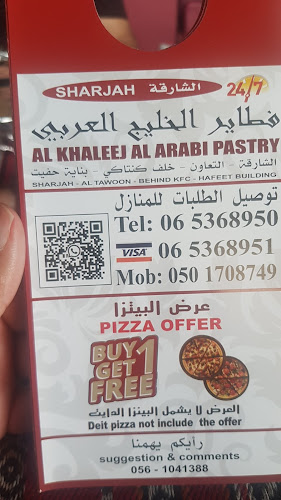 SHARJAH الشارقة 24/7
فطاير الخليج العربي
AL KHALEEJ AL ARABI PASTRY
الشارقة - التعاون - خلف كنتاكي - بناية حفيت
SHARJAH - AL TAWOON - BEHIND KFC - HAFEET BUILDING
توصيل الطلبات للمنازل
Tel: 06 5368950
VISA 06 5368951
Mob: 050 1708749
عرض البيتزا
PIZZA OFFER
BUY 1
GET
FREE
العرض لا يشمل البيتزا الدايت
Deit pizza not include the offer
رأيكم يهمنا
suggestion & comments
056 - 1041388